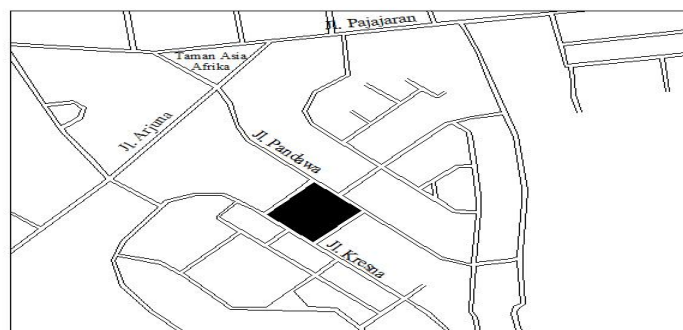 Jl. Pajajaran
Taman Asia
Afrika
Jl. Arjuna
Jl. Pandawa
Jl. Kresna